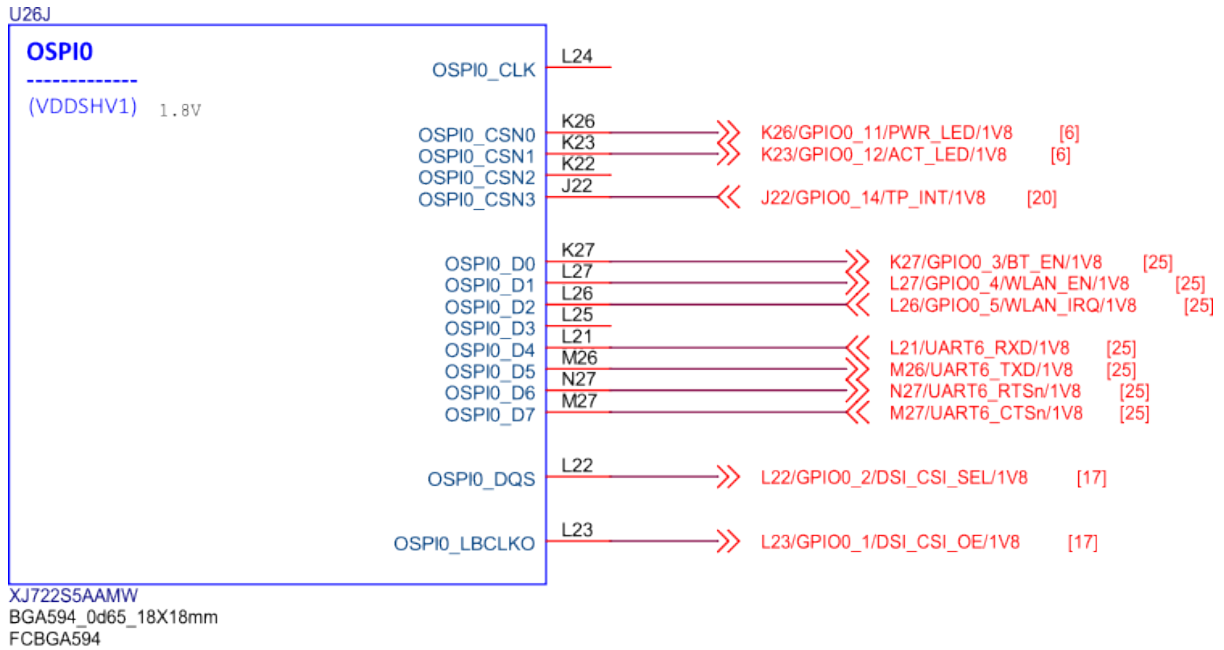 U26J
OSPI0
-------------
(VDDSHV1) 1.8V
OSPI0_CLK L24
OSPI0_CSN0 K26 K26/GPIO0_11/PWR_LED/1V8 [6]
OSPI0_CSN1 K23 K23/GPIO0_12/ACT_LED/1V8 [6]
OSPI0_CSN2 K22
OSPI0_CSN3 J22 J22/GPIO0_14/TP_INT/1V8 [20]
OSPI0_D0 K27 K27/GPIO0_3/BT_EN/1V8 [25]
OSPI0_D1 L27 L27/GPIO0_4/WLAN_EN/1V8 [25]
OSPI0_D2 L26 L26/GPIO0_5/WLAN_IRQ/1V8 [25]
OSPI0_D3 L25
OSPI0_D4 L21 L21/UART6_RXD/1V8 [25]
OSPI0_D5 M26 M26/UART6_TXD/1V8 [25]
OSPI0_D6 N27 N27/UART6_RTSn/1V8 [25]
OSPI0_D7 M27 M27/UART6_CTSn/1V8 [25]
OSPI0_DQS L22 L22/GPIO0_2/DSI_CSI_SEL/1V8 [17]
OSPI0_LBCLKO L23 L23/GPIO0_1/DSI_CSI_OE/1V8 [17]
XJ722S5AAMW
BGA594_0d65_18X18mm
FCBGA594